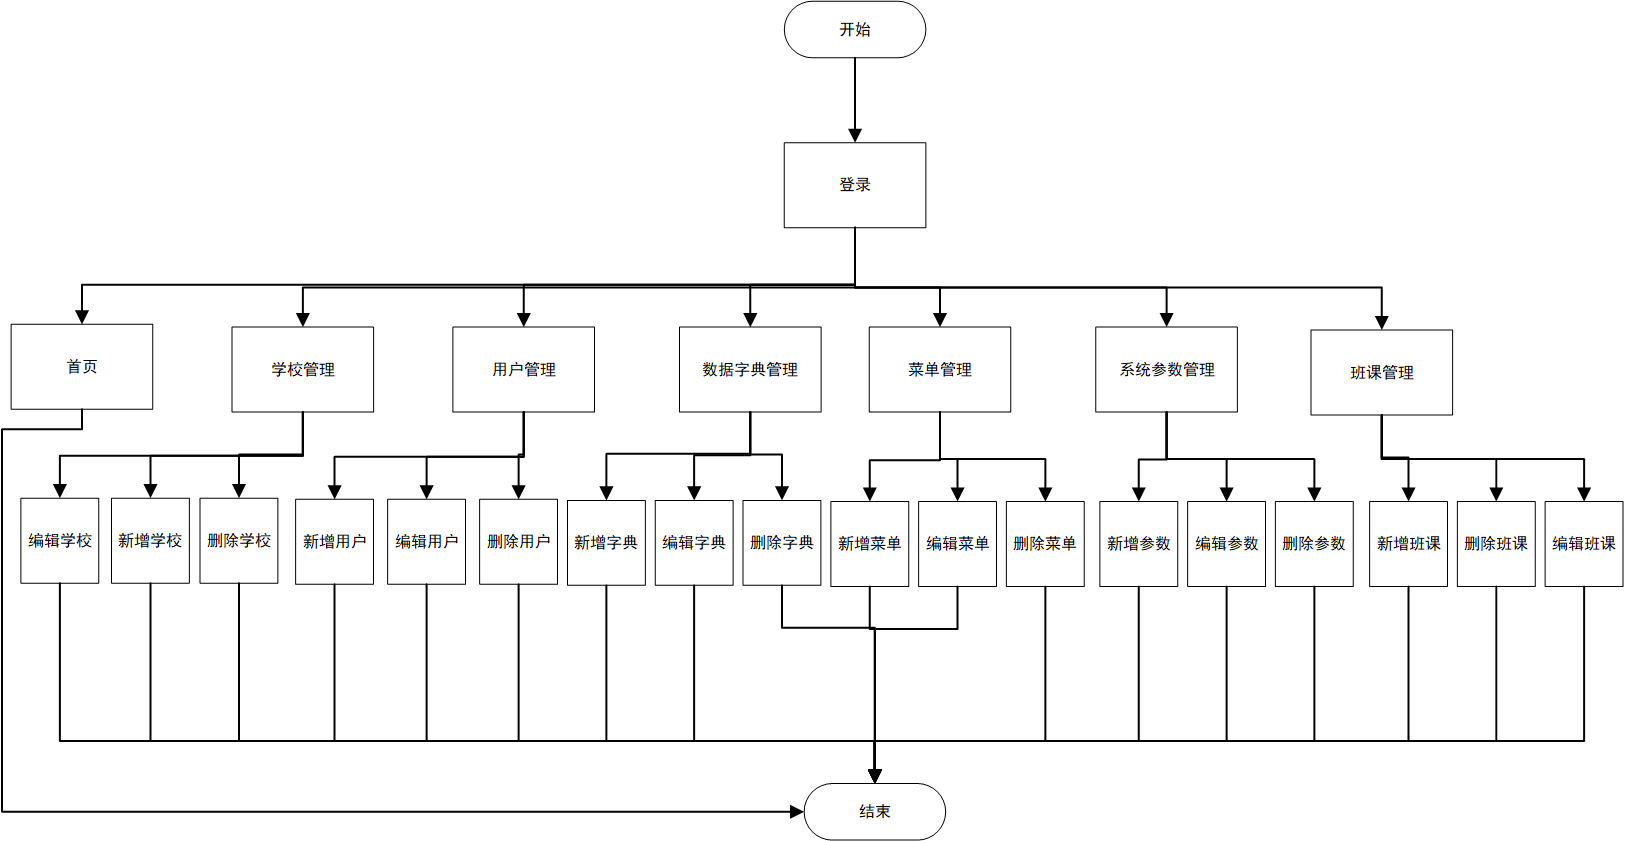 开始
登录
首页
学校管理
用户管理
数据字典管理
菜单管理
系统参数管理
班课管理
编辑学校
新增学校
删除学校
新增用户
编辑用户
删除用户
新增字典
编辑字典
删除字典
新增菜单
编辑菜单
删除菜单
新增参数
编辑参数
删除参数
新增班课
删除班课
编辑班课
结束